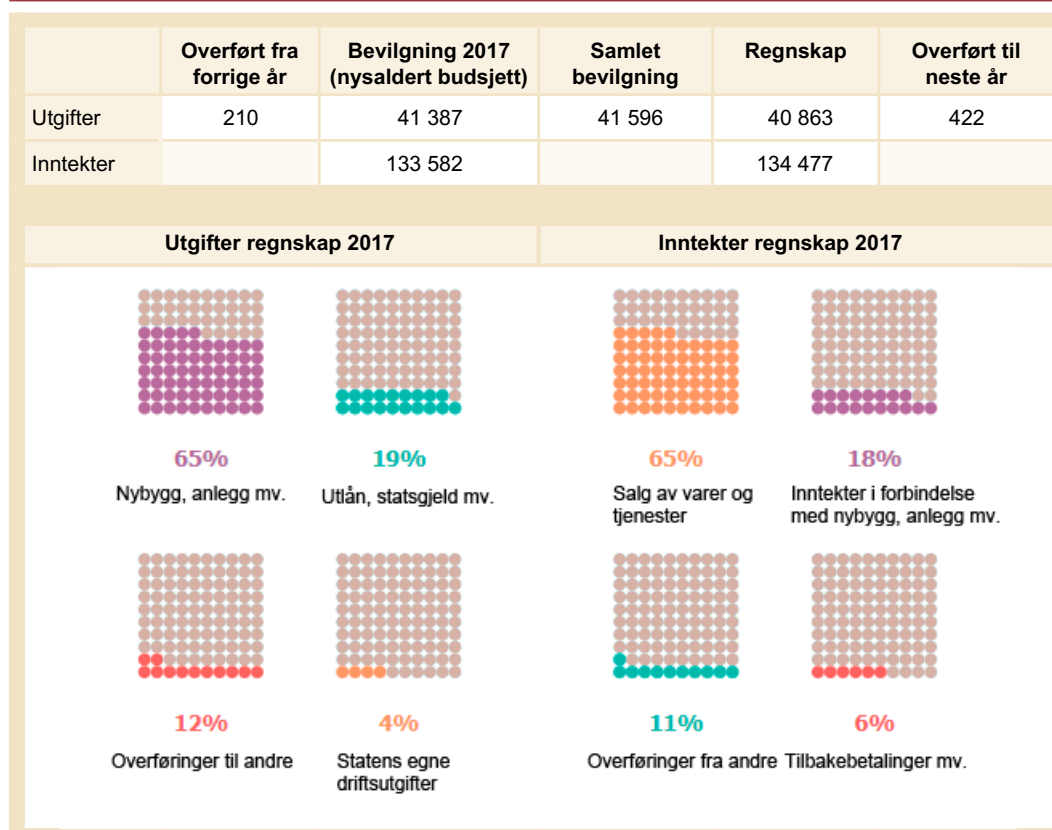 Overført fra forrige år
Bevilgning 2017 (nysaldert budsjett)
Samlet bevilgning
Regnskap
Overført til neste år
Utgifter 210 41 387 41 596 40 863 422
Inntekter 133 582 134 477
Utgifter regnskap 2017
Inntekter regnskap 2017
65%
Nybygg, anlegg mv.
19%
Utlån, statsgjeld mv.
65%
Salg av varer og
tjenester
18%
Inntekter i forbindelse
med nybygg, anlegg mv.
12%
Overføringer til andre
4%
Statens egne
driftsutgifter
11%
Overføringer fra andre
6%
Tilbakebetalinger mv.